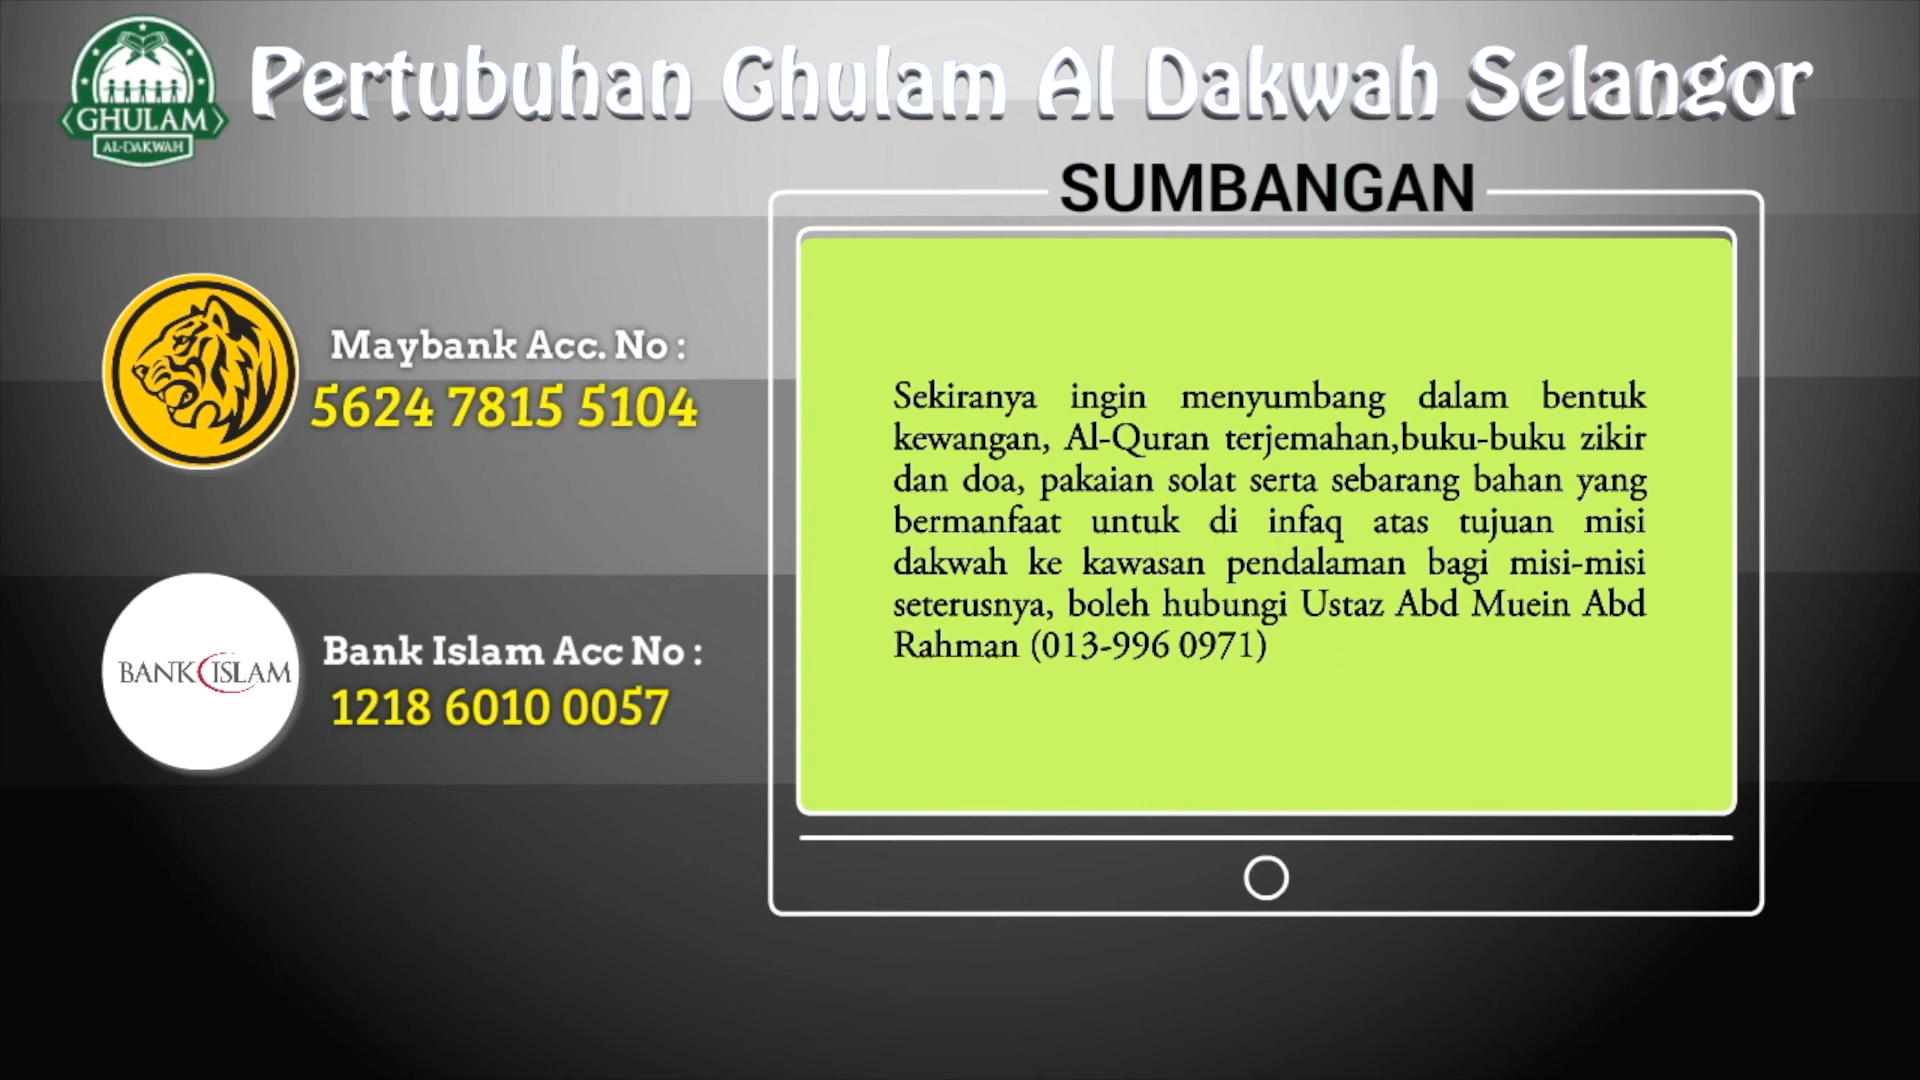 GHULAM
AL-DAKWAH
Pertubuhan Ghulam Al Dakwah Selangor
SUMBANGAN
Maybank Acc. No :
5624 7815 5104
BANK ISLAM
Bank Islam Acc No :
1218 6010 0057
Sekiranya ingin menyumbang dalam bentuk
kewangan, Al-Quran terjemahan,buku-buku zikir
dan doa, pakaian solat serta sebarang bahan yang
bermanfaat untuk di infaq atas tujuan misi
dakwah ke kawasan pendalaman bagi misi-misi
seterusnya, boleh hubungi Ustaz Abd Muein Abd
Rahman (013-996 0971)